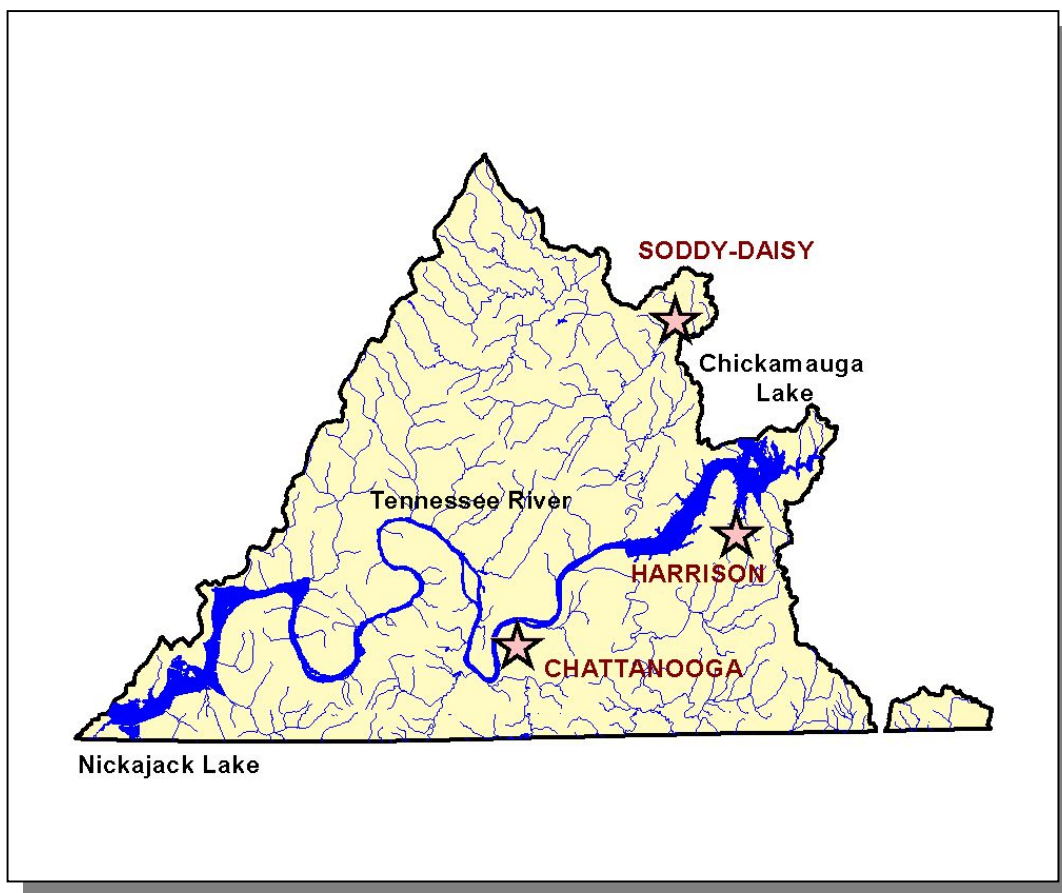 SODDY-DAISY
Chickamauga
Lake
Tennessee River
HARRISON
CHATTANOOGA
Nickajack Lake